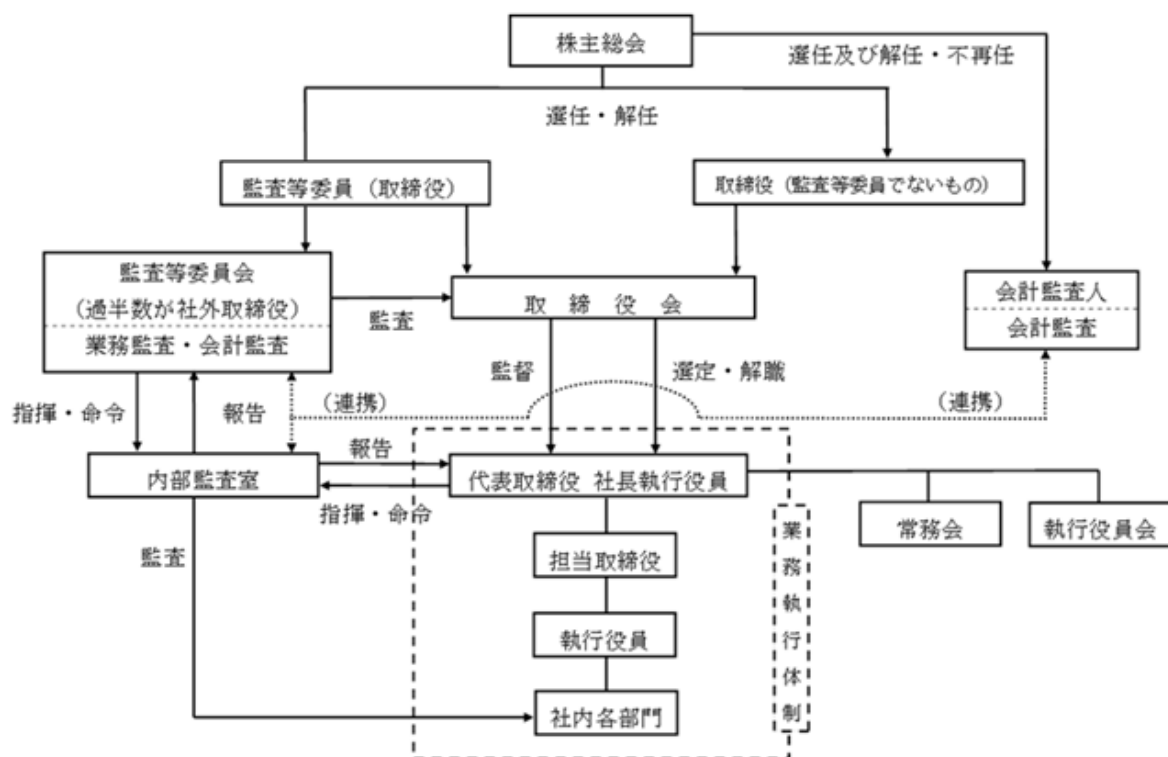 株主総会
選任及び解任・不再任
選任・解任
監査等委員（取締役）
取締役（監査等委員でないもの）
監査等委員会
（過半数が社外取締役）
業務監査・会計監査
監査
取締役会
会計監査人
会計監査
監督
選定・解職
指揮・命令
報告
（連携）
（連携）
内部監査室
報告
指揮・命令
代表取締役 社長執行役員
常務会
執行役員会
監査
担当取締役
執行役員
社内各部門
業務執行体制